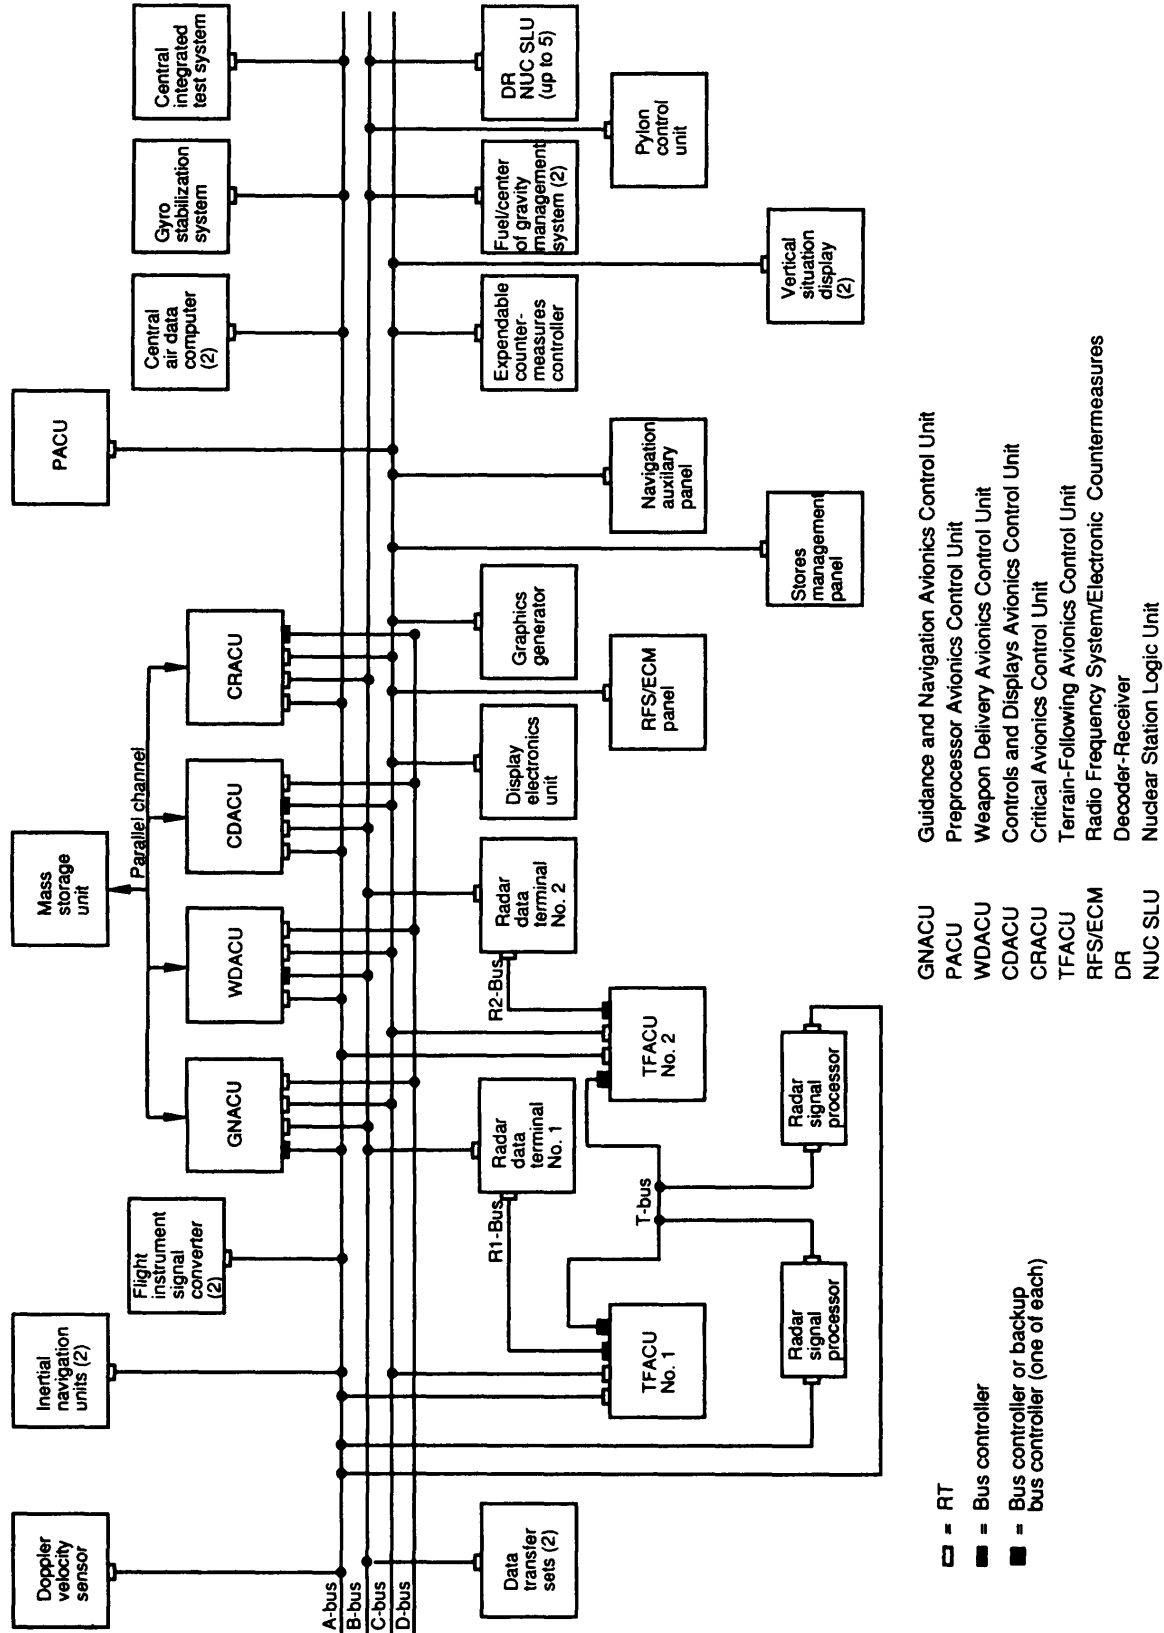 Doppler
velocity
sensor
Inertial
navigation
units (2)
Mass
storage
unit
PACU
Flight
instrument
signal
converter
(2)
Parallel channel
GNACU
WDACU
CDACU
CRACU
Central
air data
computer
(2)
Gyro
stabilization
system
Central
integrated
test system
A-bus
B-bus
C-bus
D-bus
Data
transfer
sets (2)
R1-Bus
Radar
data
terminal
No. 1
R2-Bus
Radar
data
terminal
No. 2
Display
electronics
unit
Graphics
generator
Expendable
counter-
measures
controller
Fuel/center
of gravity
management
system (2)
DR
NUC SLU
(up to 5)
TFACU
No. 1
T-bus
TFACU
No. 2
RFS/ECM
panel
Navigation
auxilary
panel
Pylon
control
unit
Radar
signal
processor
Radar
signal
processor
Stores
management
panel
Vertical
situation
display
(2)
= RT
= Bus controller
= Bus controller or backup
bus controller (one of each)
GNACU Guidance and Navigation Avionics Control Unit
PACU Preprocessor Avionics Control Unit
WDACU Weapon Delivery Avionics Control Unit
CDACU Controls and Displays Avionics Control Unit
CRACU Critical Avionics Control Unit
TFACU Terrain-Following Avionics Control Unit
RFS/ECM Radio Frequency System/Electronic Countermeasures
DR Decoder-Receiver
NUC SLU Nuclear Station Logic Unit